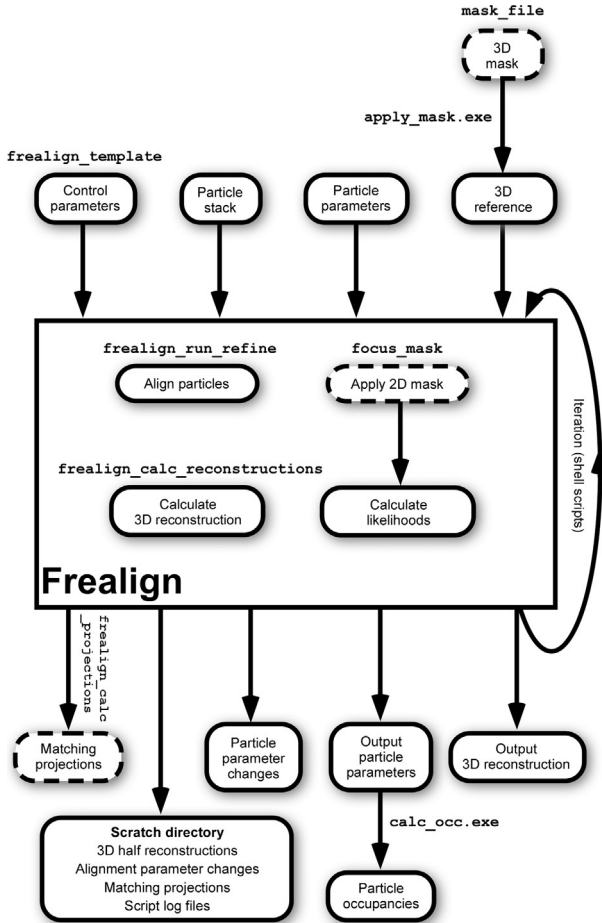 mask_file
3D
mask
apply_mask.exe
frealign_template
Control
parameters
Particle
stack
Particle
parameters
3D
reference
frealign_run_refine
Align particles
focus_mask
Apply 2D mask
frealign_calc_reconstructions
Calculate
3D reconstruction
Calculate
likelihoods
Iteration (shell scripts)
Frealign
frealign_calc
_projections
Matching
projections
Particle
parameter
changes
Output
particle
parameters
Output
3D reconstruction
calc_occ.exe
Scratch directory
3D half reconstructions
Alignment parameter changes
Matching projections
Script log files
Particle
occupancies